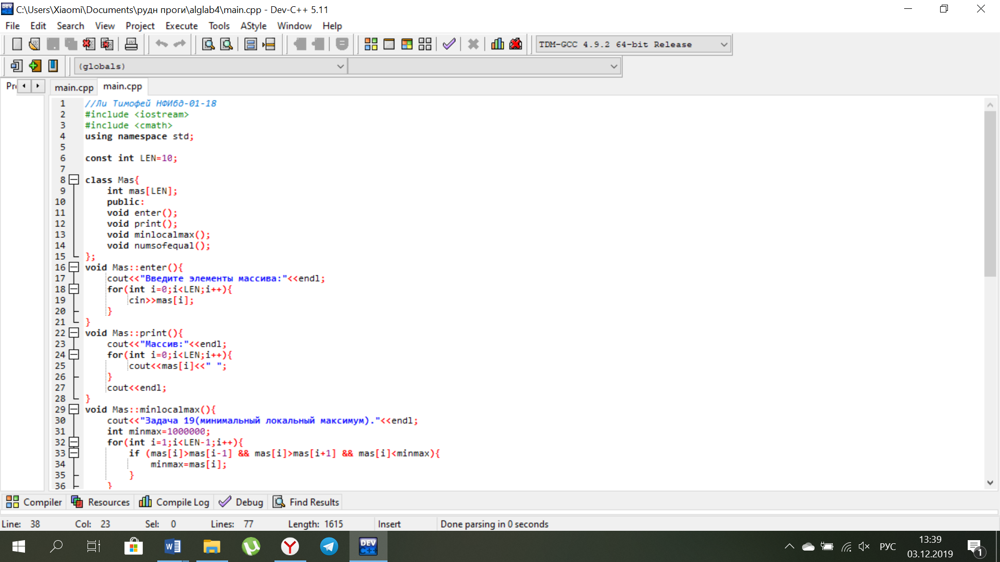 C:\Users\Xiaomi\Documents\рудн проги\alglab4\main.cpp - Dev-C++ 5.11
File Edit Search View Project Execute Tools AStyle Window Help
TDM-GCC 4.9.2 64-bit Release
(globals)
main.cpp main.cpp
1 //Ли Тимофей НФИбд-01-18
2 #include <iostream>
3 #include <cmath>
4 using namespace std;
5
6 const int LEN=10;
7
8 class Mas{
9 int mas[LEN];
10 public:
11 void enter();
12 void print();
13 void minlocalmax();
14 void numsofequal();
15 };
16 void Mas::enter(){
17 cout<<"Введите элементы массива:"<<endl;
18 for(int i=0;i<LEN;i++){
19 cin>>mas[i];
20 }
21 }
22 void Mas::print(){
23 cout<<"Массив:"<<endl;
24 for(int i=0;i<LEN;i++){
25 cout<<mas[i]<<" ";
26 }
27 cout<<endl;
28 }
29 void Mas::minlocalmax(){
30 cout<<"Задача 19(минимальный локальный максимум)."<<endl;
31 int minmax=1000000;
32 for(int i=1;i<LEN-1;i++){
33 if (mas[i]>mas[i-1] && mas[i]>mas[i+1] && mas[i]<minmax){
34 minmax=mas[i];
35 }
36 }
Compiler Resources Compile Log Debug Find Results
Line: 38 Col: 23 Sel: 0 Lines: 77 Length: 1615 Insert Done parsing in 0 seconds
DEV C++ РУС 13:39
03.12.2019 1